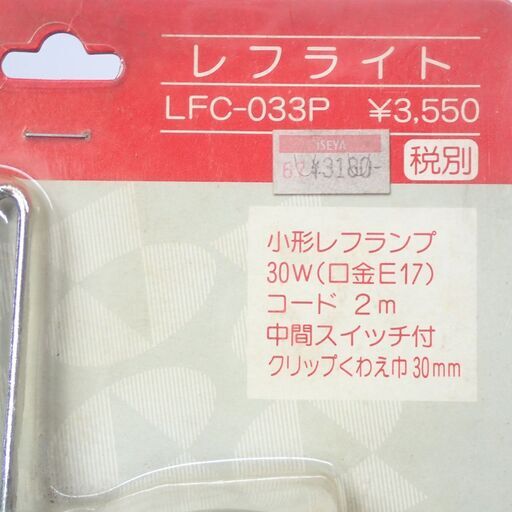 レフライト
LFC-033P ¥3,550
iSEYA
¥3180-
税別
小形レフランプ
30W(口金E17)
コード 2m
中間スイッチ付
クリップくわえ巾30mm